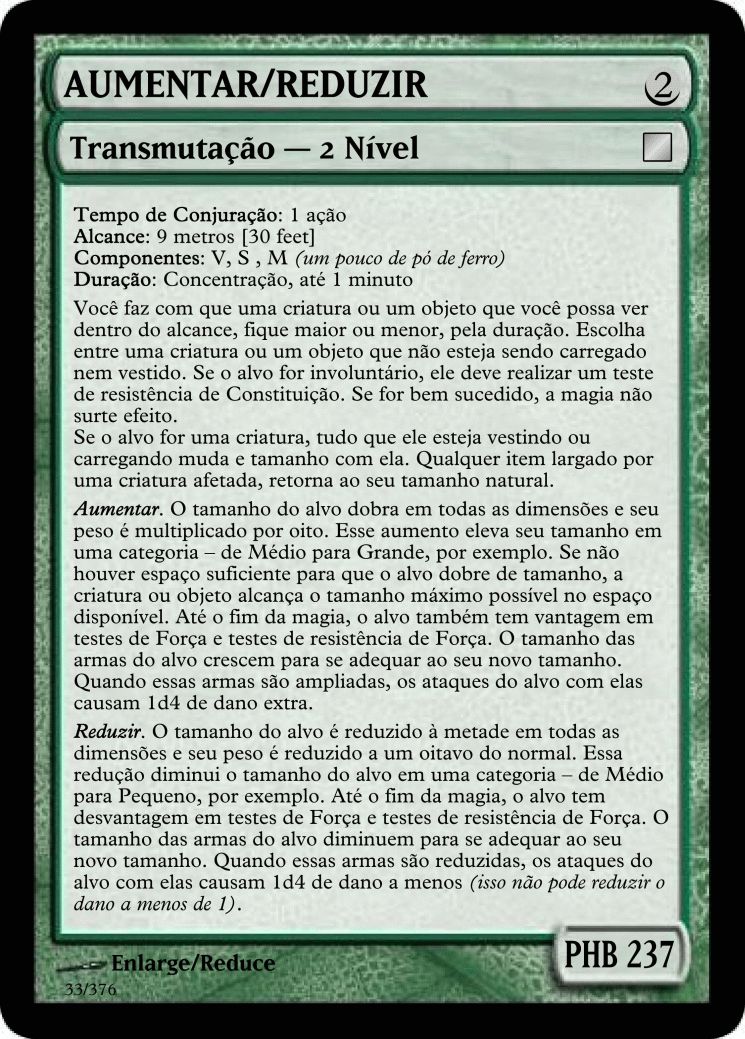 AUMENTAR/REDUZIR
2
Transmutação — 2 Nível
Tempo de Conjuração: 1 ação
Alcance: 9 metros [30 feet]
Componentes: V, S , M (um pouco de pó de ferro)
Duração: Concentração, até 1 minuto
Você faz com que uma criatura ou um objeto que você possa ver
dentro do alcance, fique maior ou menor, pela duração. Escolha
entre uma criatura ou um objeto que não esteja sendo carregado
nem vestido. Se o alvo for involuntário, ele deve realizar um teste
de resistência de Constituição. Se for bem sucedido, a magia não
surte efeito.
Se o alvo for uma criatura, tudo que ele esteja vestindo ou
carregando muda e tamanho com ela. Qualquer item largado por
uma criatura afetada, retorna ao seu tamanho natural.
Aumentar. O tamanho do alvo dobra em todas as dimensões e seu
peso é multiplicado por oito. Esse aumento eleva seu tamanho em
uma categoria – de Médio para Grande, por exemplo. Se não
houver espaço suficiente para que o alvo dobre de tamanho, a
criatura ou objeto alcança o tamanho máximo possível no espaço
disponível. Até o fim da magia, o alvo também tem vantagem em
testes de Força e testes de resistência de Força. O tamanho das
armas do alvo crescem para se adequar ao seu novo tamanho.
Quando essas armas são ampliadas, os ataques do alvo com elas
causam 1d4 de dano extra.
Reduzir. O tamanho do alvo é reduzido à metade em todas as
dimensões e seu peso é reduzido a um oitavo do normal. Essa
redução diminui o tamanho do alvo em uma categoria – de Médio
para Pequeno, por exemplo. Até o fim da magia, o alvo tem
desvantagem em testes de Força e testes de resistência de Força. O
tamanho das armas do alvo diminuem para se adequar ao seu
novo tamanho. Quando essas armas são reduzidas, os ataques do
alvo com elas causam 1d4 de dano a menos (isso não pode reduzir o
dano a menos de 1).
PHB 237
Enlarge/Reduce
33/376